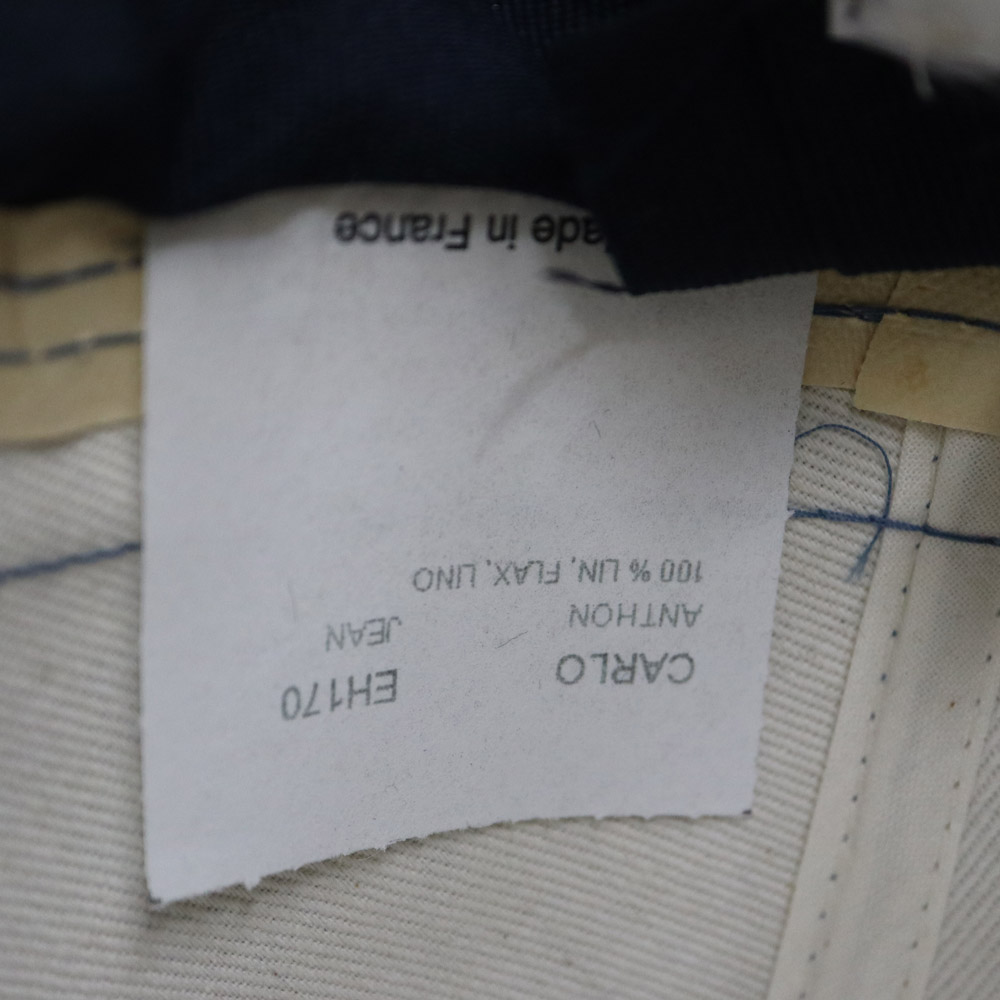 CARLO EH170
ANTHON JEAN
100 % LIN, FLAX, LINO
ade in France